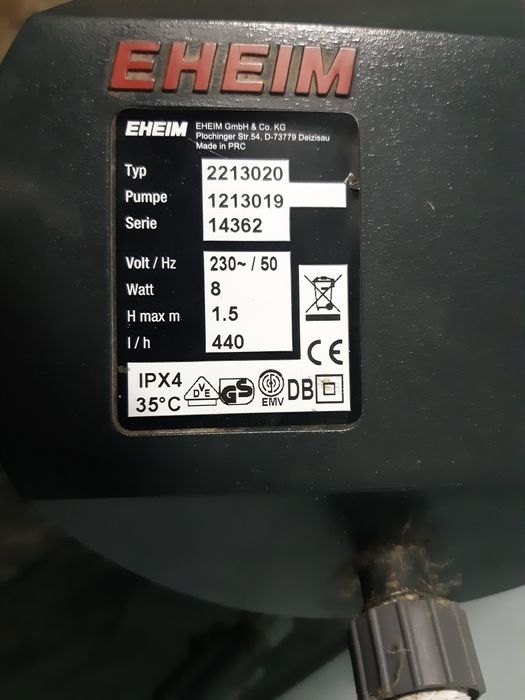 EHEIM
EHEIM EHEIM GmbH & Co. KG
Plochinger Str.54, D-73779 Deizisau
Made in PRC
Typ 2213020
Pumpe 1213019
Serie 14362
Volt / Hz 230~ / 50
Watt 8
H max m 1.5
l / h 440
CE
IPX4
35°C
DVE GS EMV DB